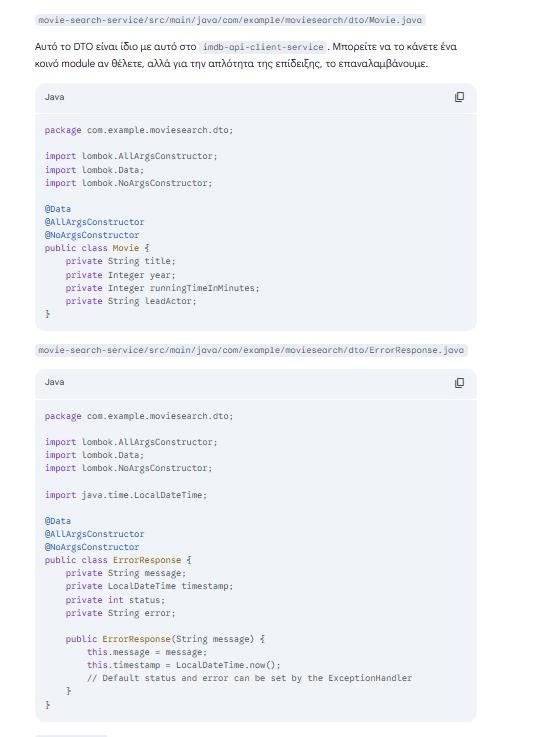 movie-search-service/src/main/java/com/example/moviesearch/dto/Movie.java
Αυτό το DTO είναι ίδιο με αυτό στο imdb-api-client-service . Μπορείτε να το κάνετε ένα
κοινό module αν θέλετε, αλλά για την απλότητα της επίδειξης, το επαναλαμβάνουμε.
Java
package com.example.moviesearch.dto;
import lombok.AllArgsConstructor;
import lombok.Data;
import lombok.NoArgsConstructor;
@Data
@AllArgsConstructor
@NoArgsConstructor
public class Movie {
    private String title;
    private Integer year;
    private Integer runningTimeInMinutes;
    private String leadActor;
}
movie-search-service/src/main/java/com/example/moviesearch/dto/ErrorResponse.java
Java
package com.example.moviesearch.dto;
import lombok.AllArgsConstructor;
import lombok.Data;
import lombok.NoArgsConstructor;
import java.time.LocalDateTime;
@Data
@AllArgsConstructor
@NoArgsConstructor
public class ErrorResponse {
    private String message;
    private LocalDateTime timestamp;
    private int status;
    private String error;
    public ErrorResponse(String message) {
        this.message = message;
        this.timestamp = LocalDateTime.now();
        // Default status and error can be set by the ExceptionHandler
    }
}